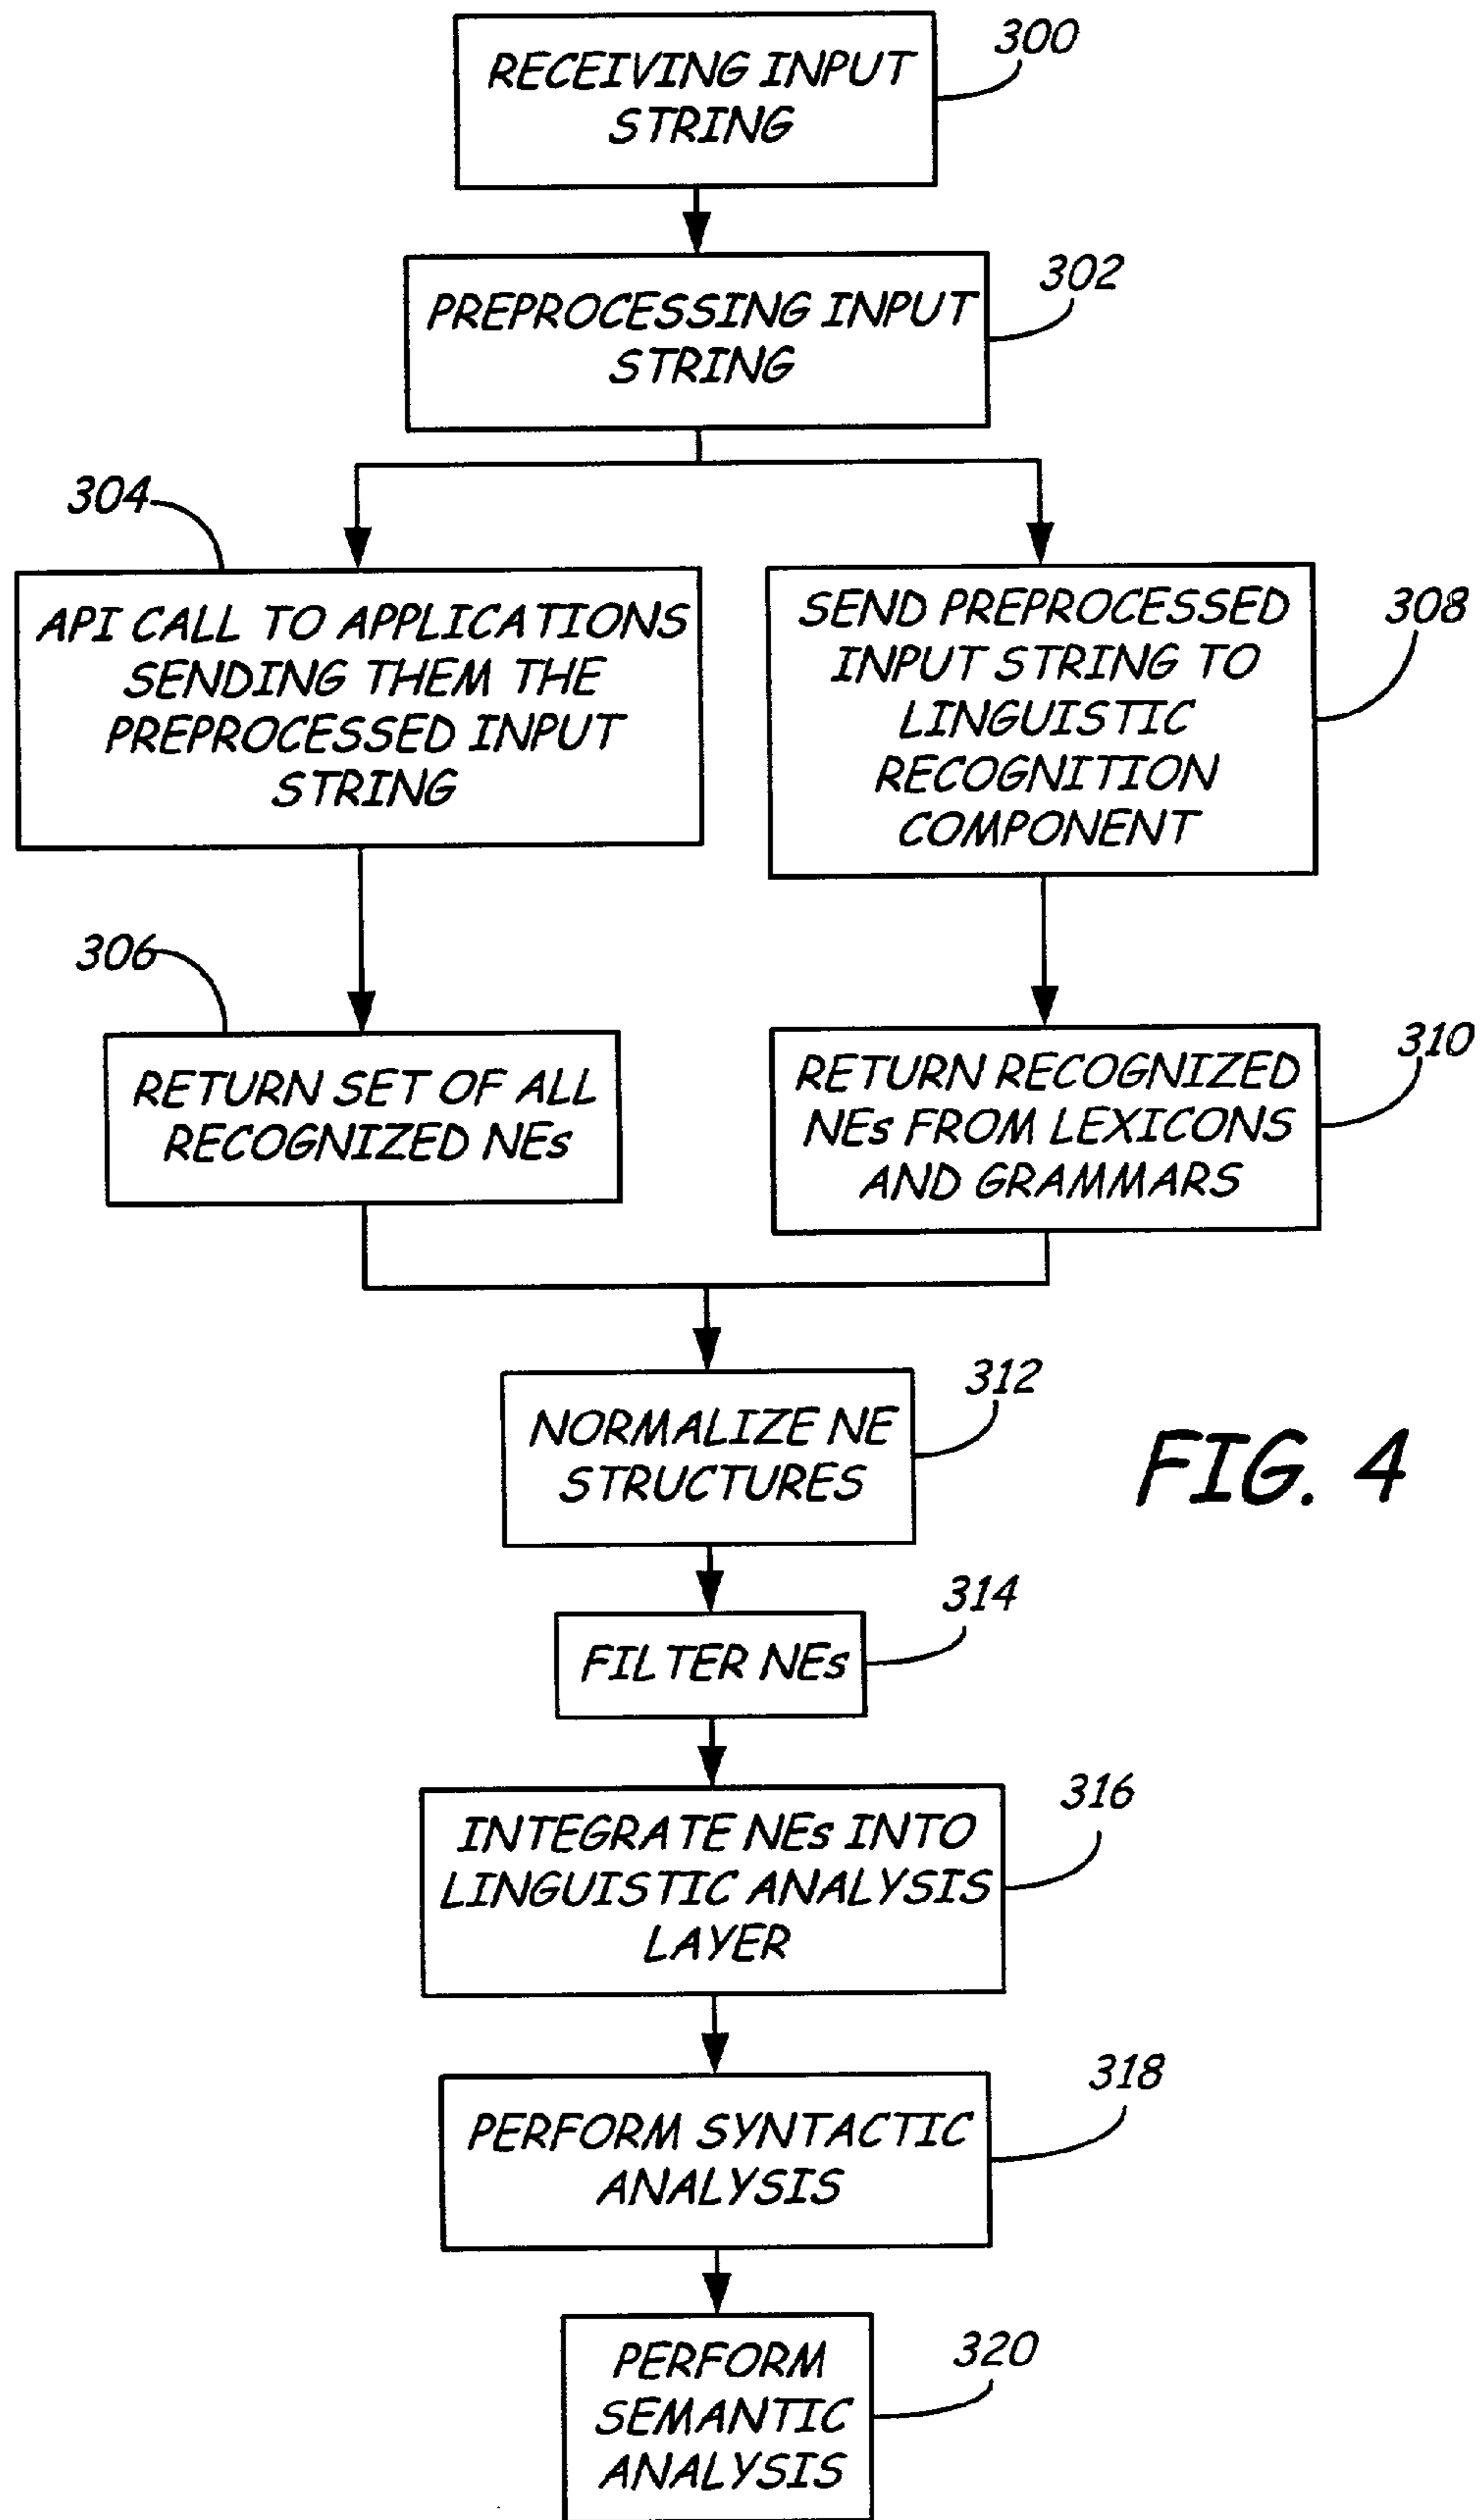 RECEIVING INPUT
STRING
300
PREPROCESSING INPUT
STRING
302
304
API CALL TO APPLICATIONS
SENDING THEM THE
PREPROCESSED INPUT
STRING
SEND PREPROCESSED
INPUT STRING TO
LINGUISTIC
RECOGNITION
COMPONENT
308
306
RETURN SET OF ALL
RECOGNIZED NEs
RETURN RECOGNIZED
NEs FROM LEXICONS
AND GRAMMARS
310
NORMALIZE NE
STRUCTURES
312
FIG. 4
FILTER NEs
314
INTEGRATE NEs INTO
LINGUISTIC ANALYSIS
LAYER
316
PERFORM SYNTACTIC
ANALYSIS
318
PERFORM
SEMANTIC
ANALYSIS
320